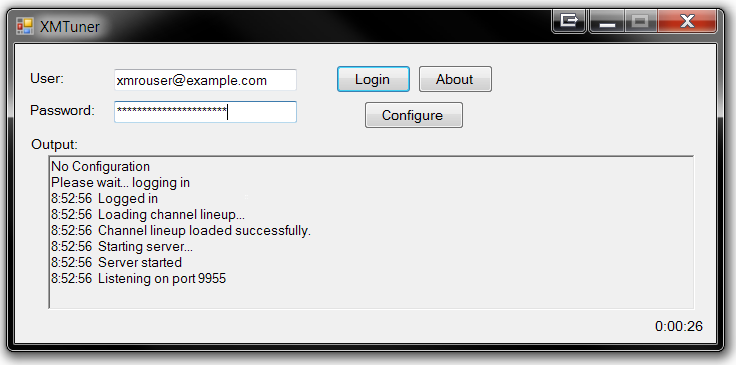 XMTuner
User: xmrouser@example.com Login About
Password: ********************** Configure
Output:
No Configuration
Please wait... logging in
8:52:56 Logged in
8:52:56 Loading channel lineup...
8:52:56 Channel lineup loaded successfully.
8:52:56 Starting server...
8:52:56 Server started
8:52:56 Listening on port 9955
0:00:26